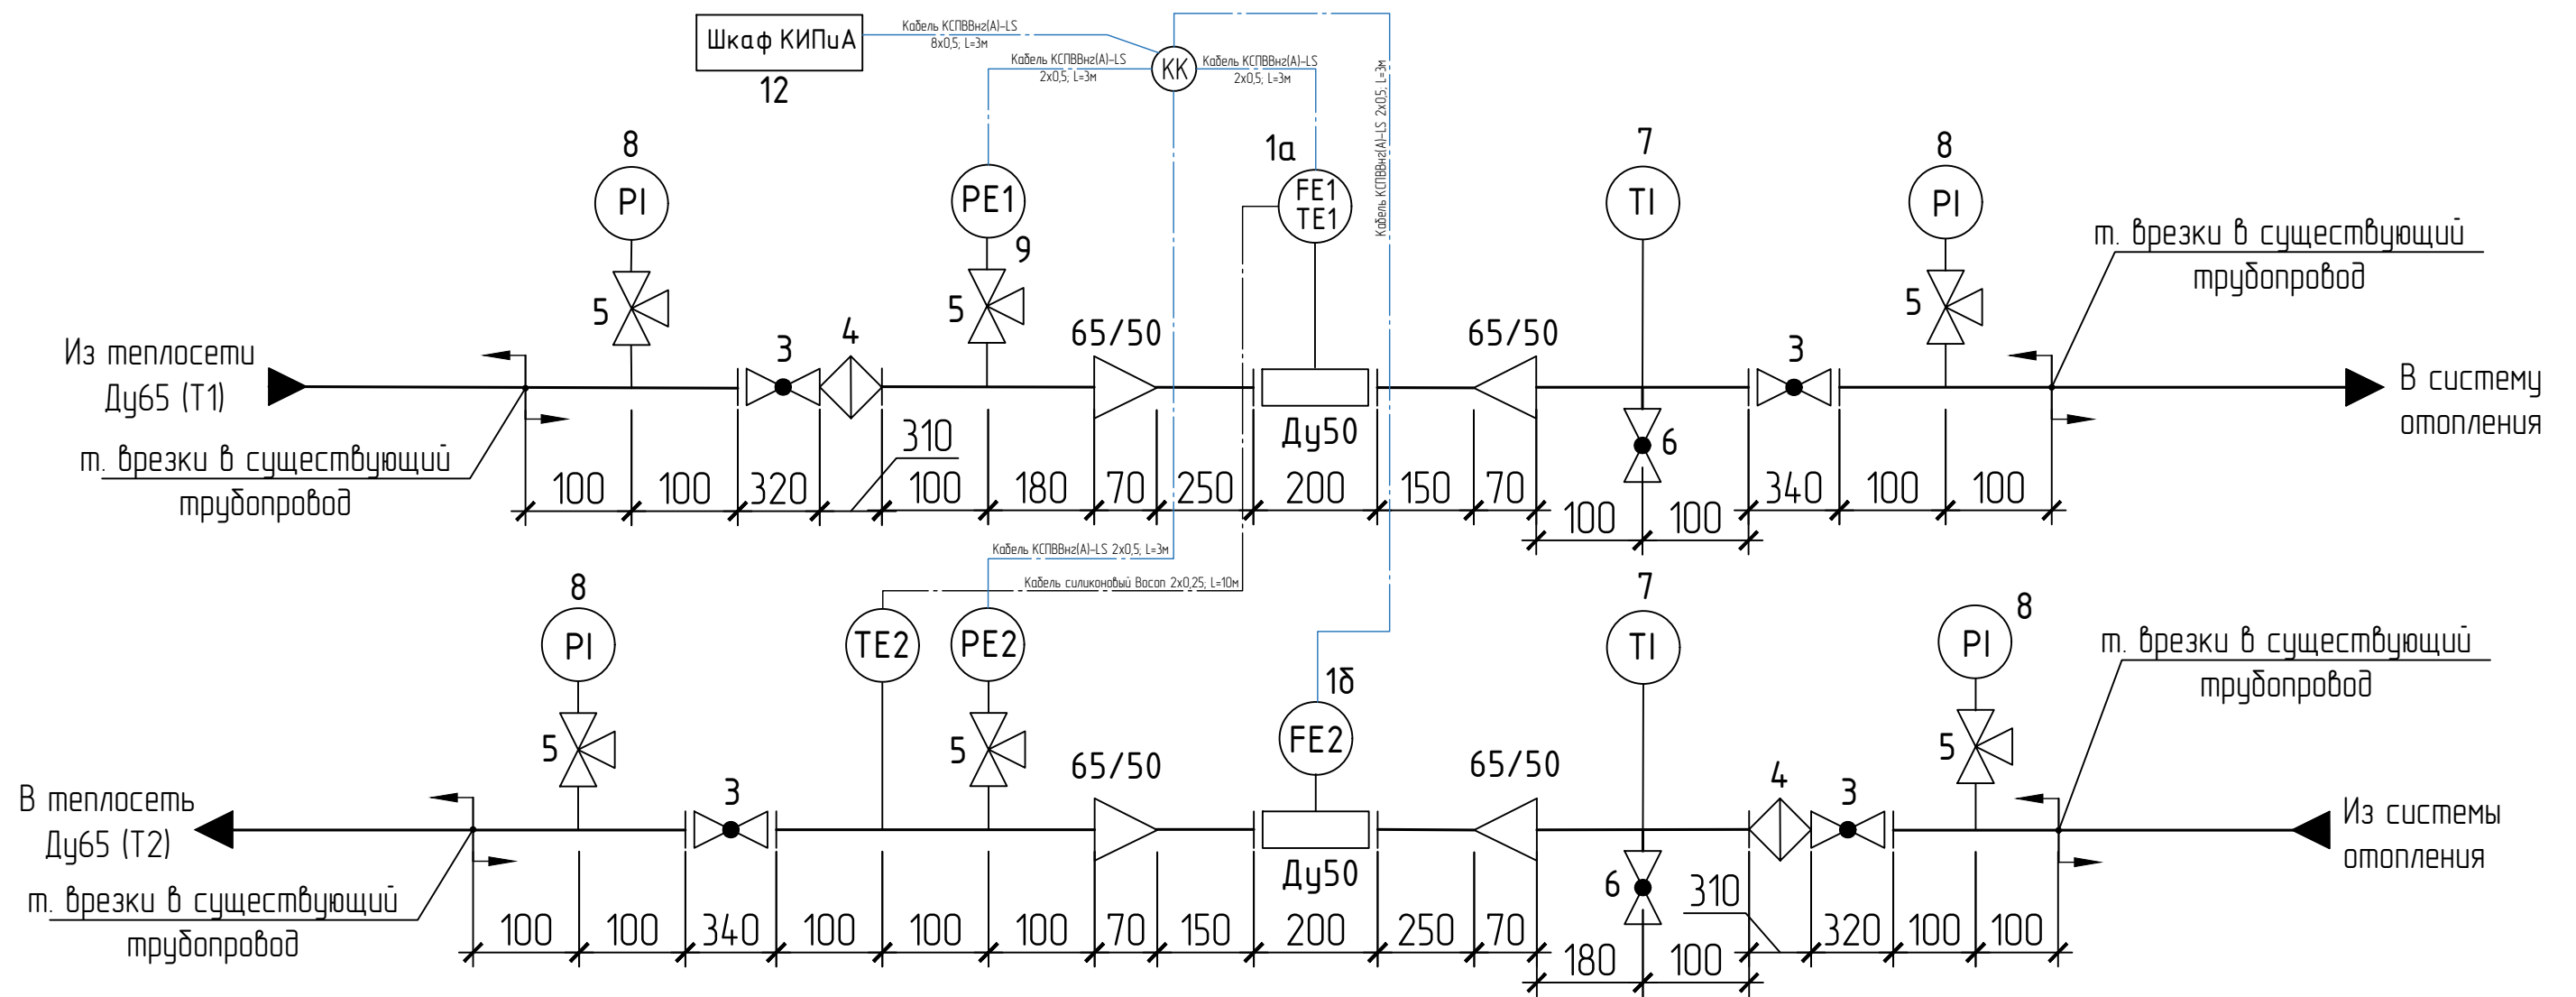 Шкаф КИПиА
12
Кабель КСПВВнг(А)-LS
8х0,5; L=3м
Кабель КСПВВнг(А)-LS
2х0,5; L=3м
КК
Кабель КСПВВнг(А)-LS
2х0,5; L=3м
Кабель КСПВВнг(А)-LS 2х0,5; L=3м
8
PI
5
PE1
9
5
1а
FE1
TE1
7
TI
8
PI
5
т. врезки в существующий
трубопровод
Из теплосети
Ду65 (Т1)
3
4
65/50
Ду50
65/50
6
3
В систему
отопления
т. врезки в существующий
трубопровод
310
100
100
320
100
180
70
250
200
150
70
100
100
340
100
100
Кабель КСПВВнг(А)-LS 2х0,5; L=3м
Кабель силиконовый Восоп 2х0,25; L=10м
8
PI
5
TE2
PE2
5
1б
FE2
7
TI
8
PI
5
т. врезки в существующий
трубопровод
В теплосеть
Ду65 (Т2)
3
65/50
Ду50
65/50
6
4
3
Из системы
отопления
т. врезки в существующий
трубопровод
100
100
340
100
100
100
70
150
200
250
70
180
100
310
320
100
100